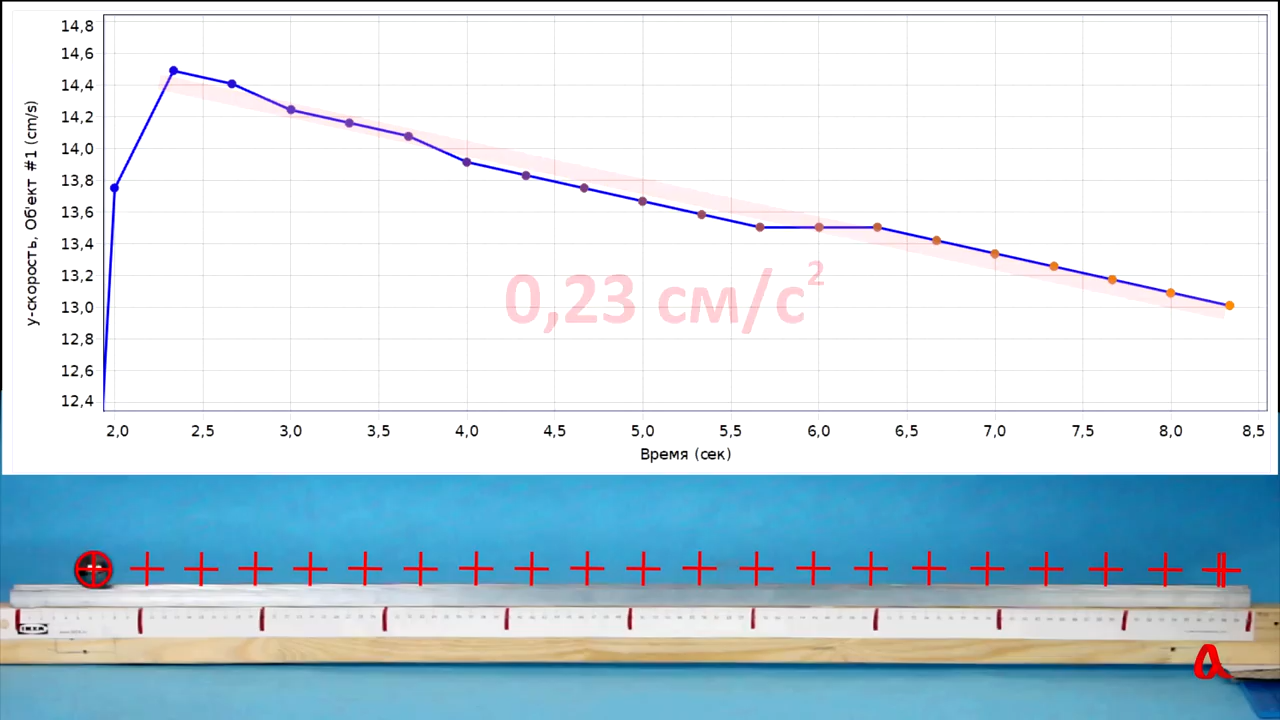 14,8
14,6
14,4
14,2
14,0
13,8
13,6
13,4
13,2
13,0
12,8
12,6
12,4
y-скорость, Об'ект #1 (cm/s)
0,23 см/с²
2,0 2,5 3,0 3,5 4,0 4,5 5,0 5,5 6,0 6,5 7,0 7,5 8,0 8,5
Время (сек)
IKEA
a